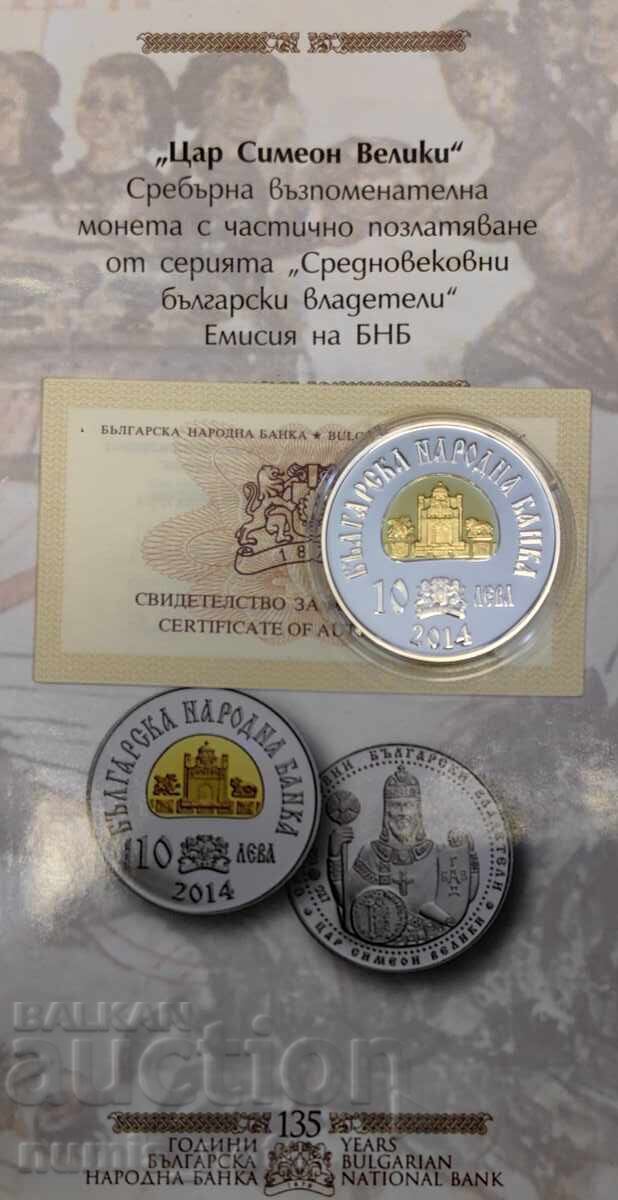 „Цар Симеон Велики“
Сребърна възпоменателна
монета с частично позлатяване
от серията „Средновековни
български владетели“
Емисия на БНБ
БЪЛГАРСКА НАРОДНА БАНКА ★ BULG
СВИДЕТЕЛСТВО ЗА
CERTIFICATE OF AUT
БЪЛГАРСКА НАРОДНА БАНКА
10 ЛЕВА
2014
БЪЛГАРСКА НАРОДНА БАНКА
10 ЛЕВА
2014
БЪЛГАРСКИ ВЛАДЕТЕЛИ
ЦАР СИМЕОН ВЕЛИКИ
BALKAN
auction
numis
135
ГОДИНИ YEARS
БЪЛГАРСКА BULGARIAN
НАРОДНА БАНКА NATIONAL BANK